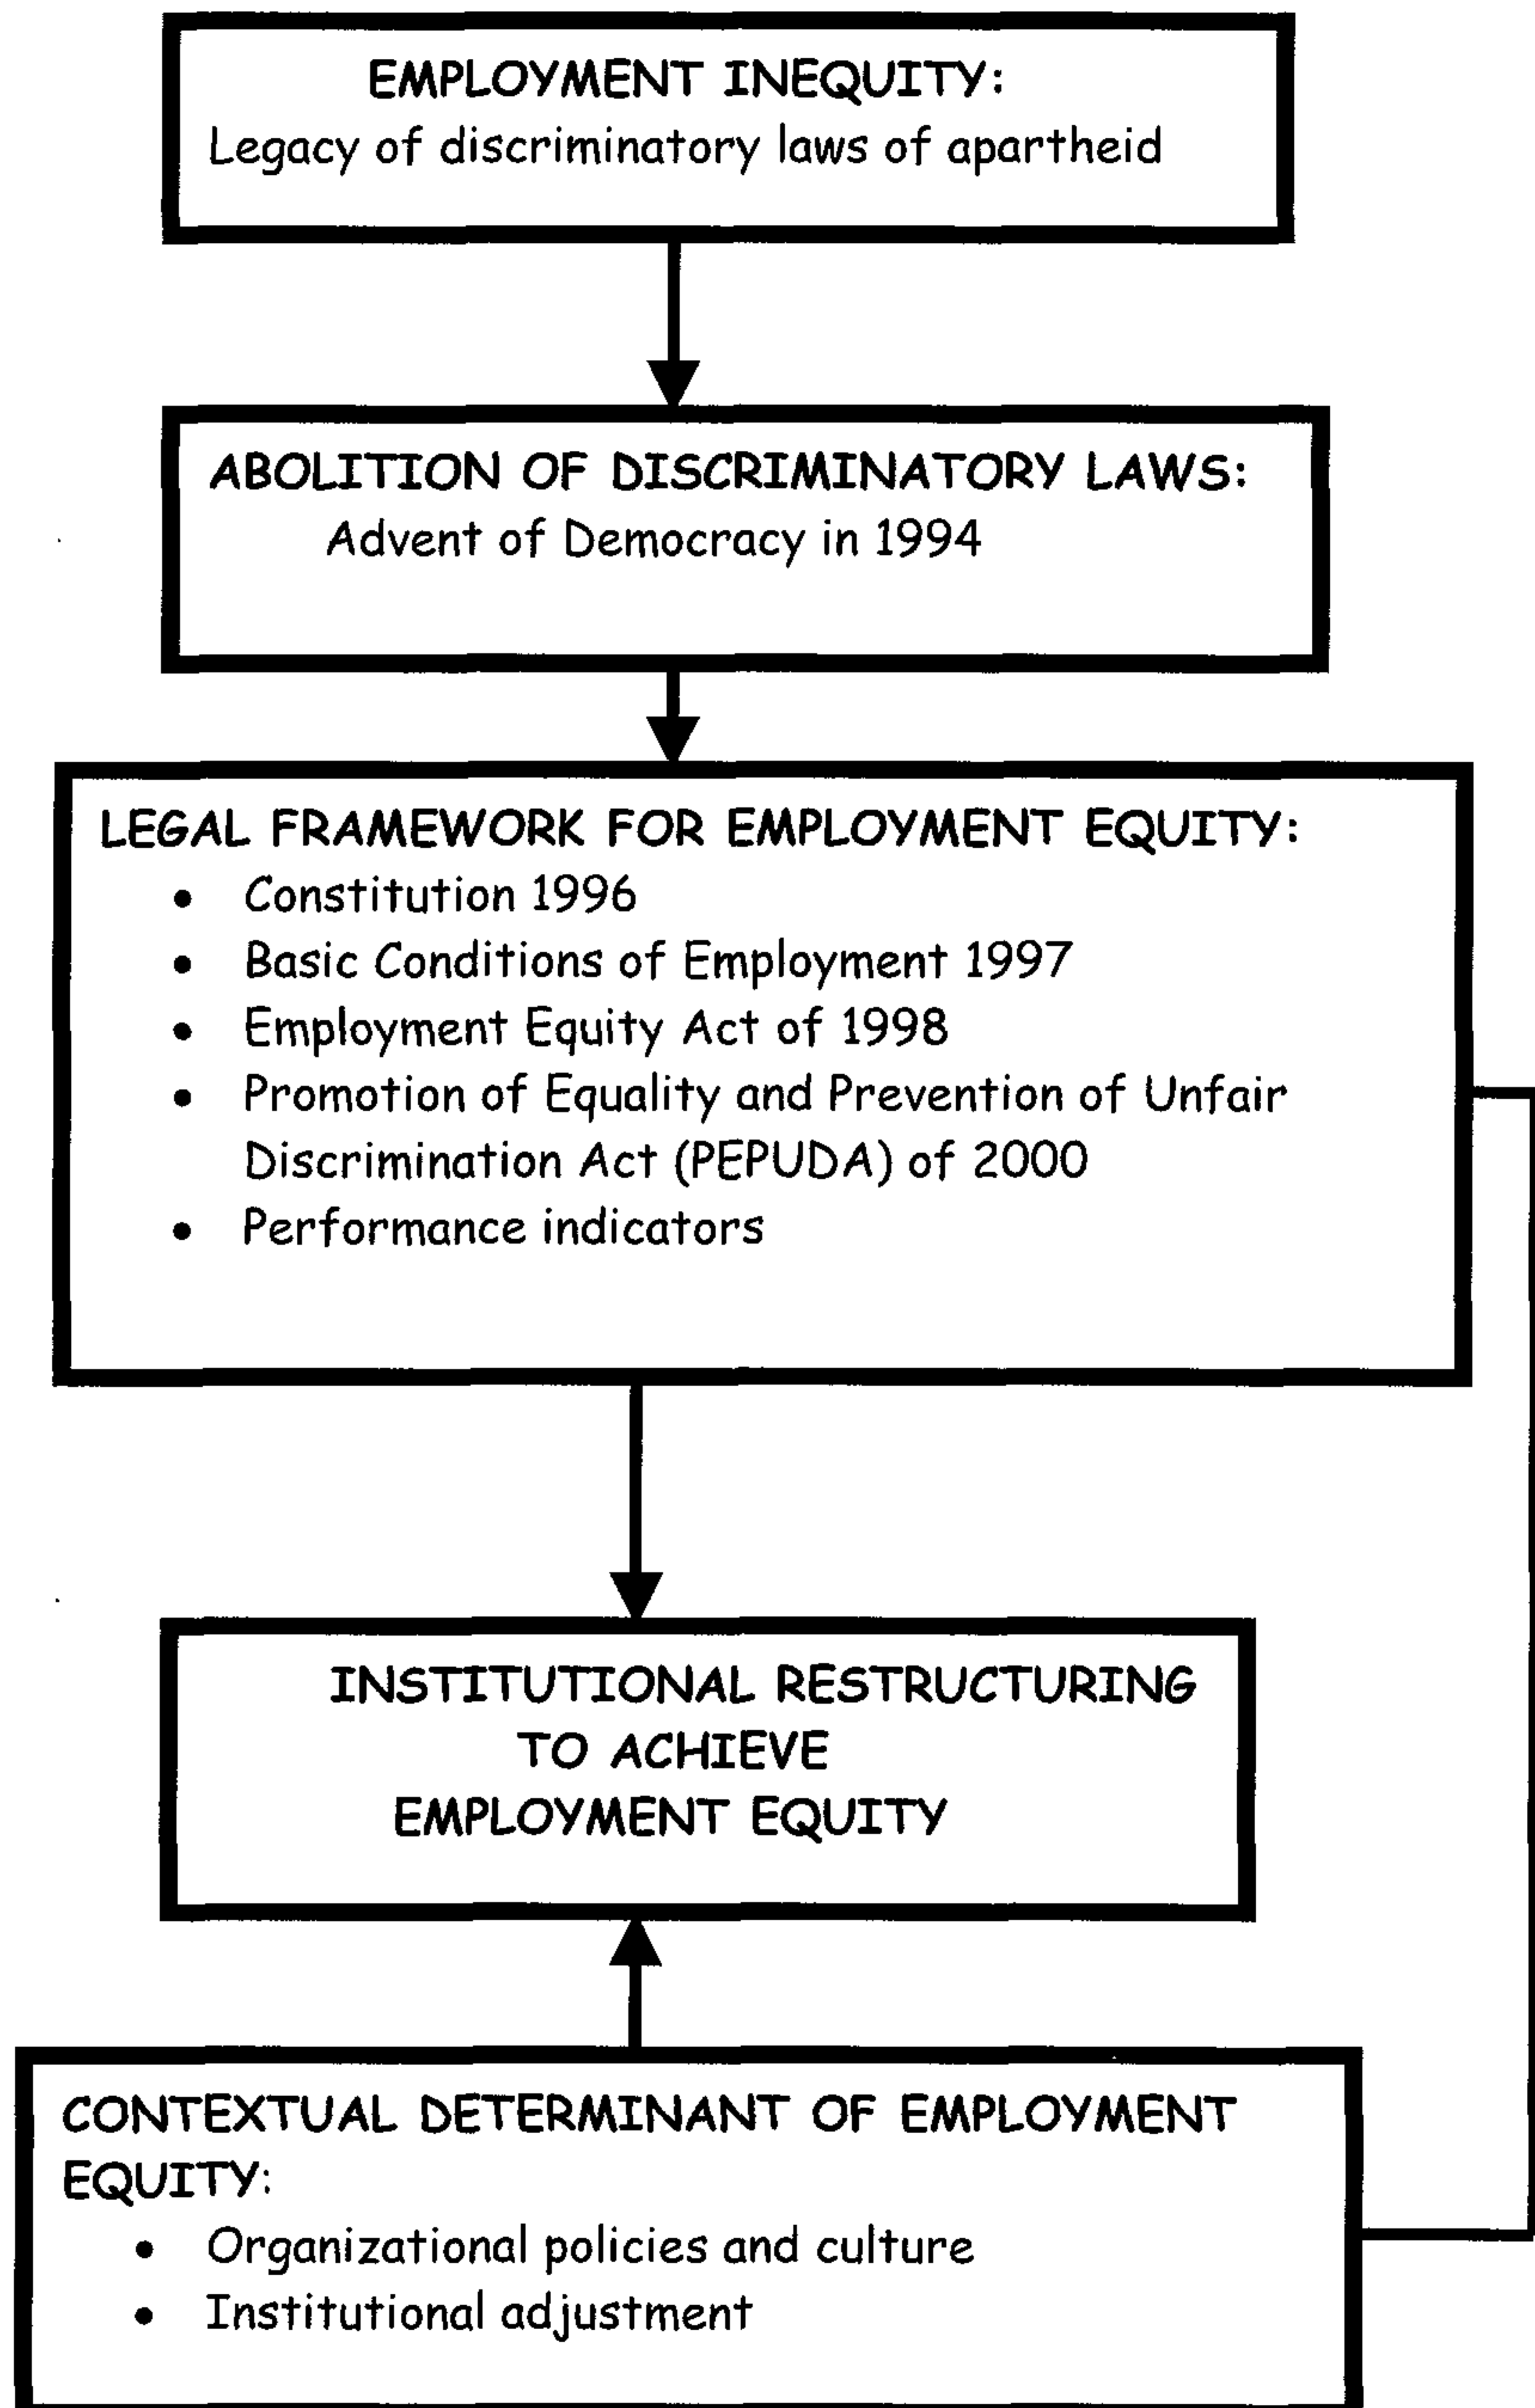 EMPLOYMENT INEQUITY:
Legacy of discriminatory laws of apartheid
ABOLITION OF DISCRIMINATORY LAWS:
Advent of Democracy in 1994
LEGAL FRAMEWORK FOR EMPLOYMENT EQUITY:
• Constitution 1996
• Basic Conditions of Employment 1997
• Employment Equity Act of 1998
• Promotion of Equality and Prevention of Unfair
Discrimination Act (PEPUDA) of 2000
• Performance indicators
INSTITUTIONAL RESTRUCTURING
TO ACHIEVE
EMPLOYMENT EQUITY
CONTEXTUAL DETERMINANT OF EMPLOYMENT
EQUITY:
• Organizational policies and culture
• Institutional adjustment